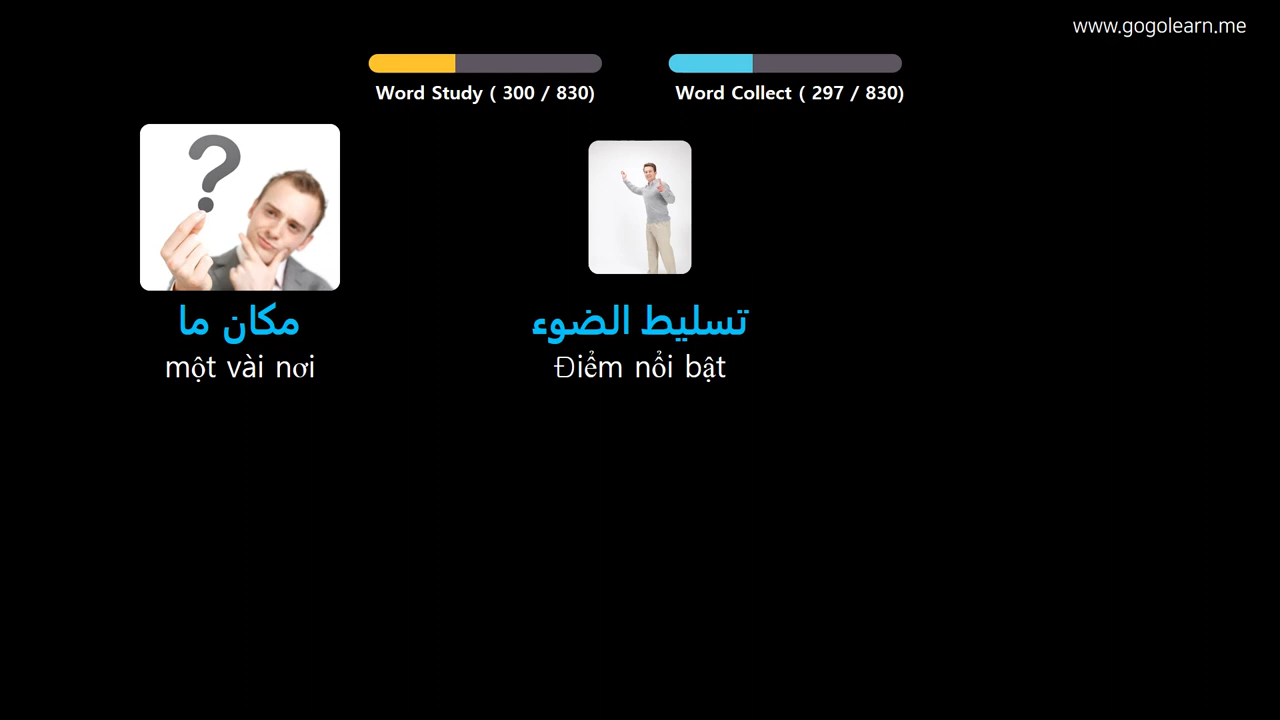 www.gogolearn.me
Word Study ( 300 / 830)
Word Collect ( 297 / 830)
?
مكان ما
một vài nơi
تسليط الضوء
Điểm nổi bật